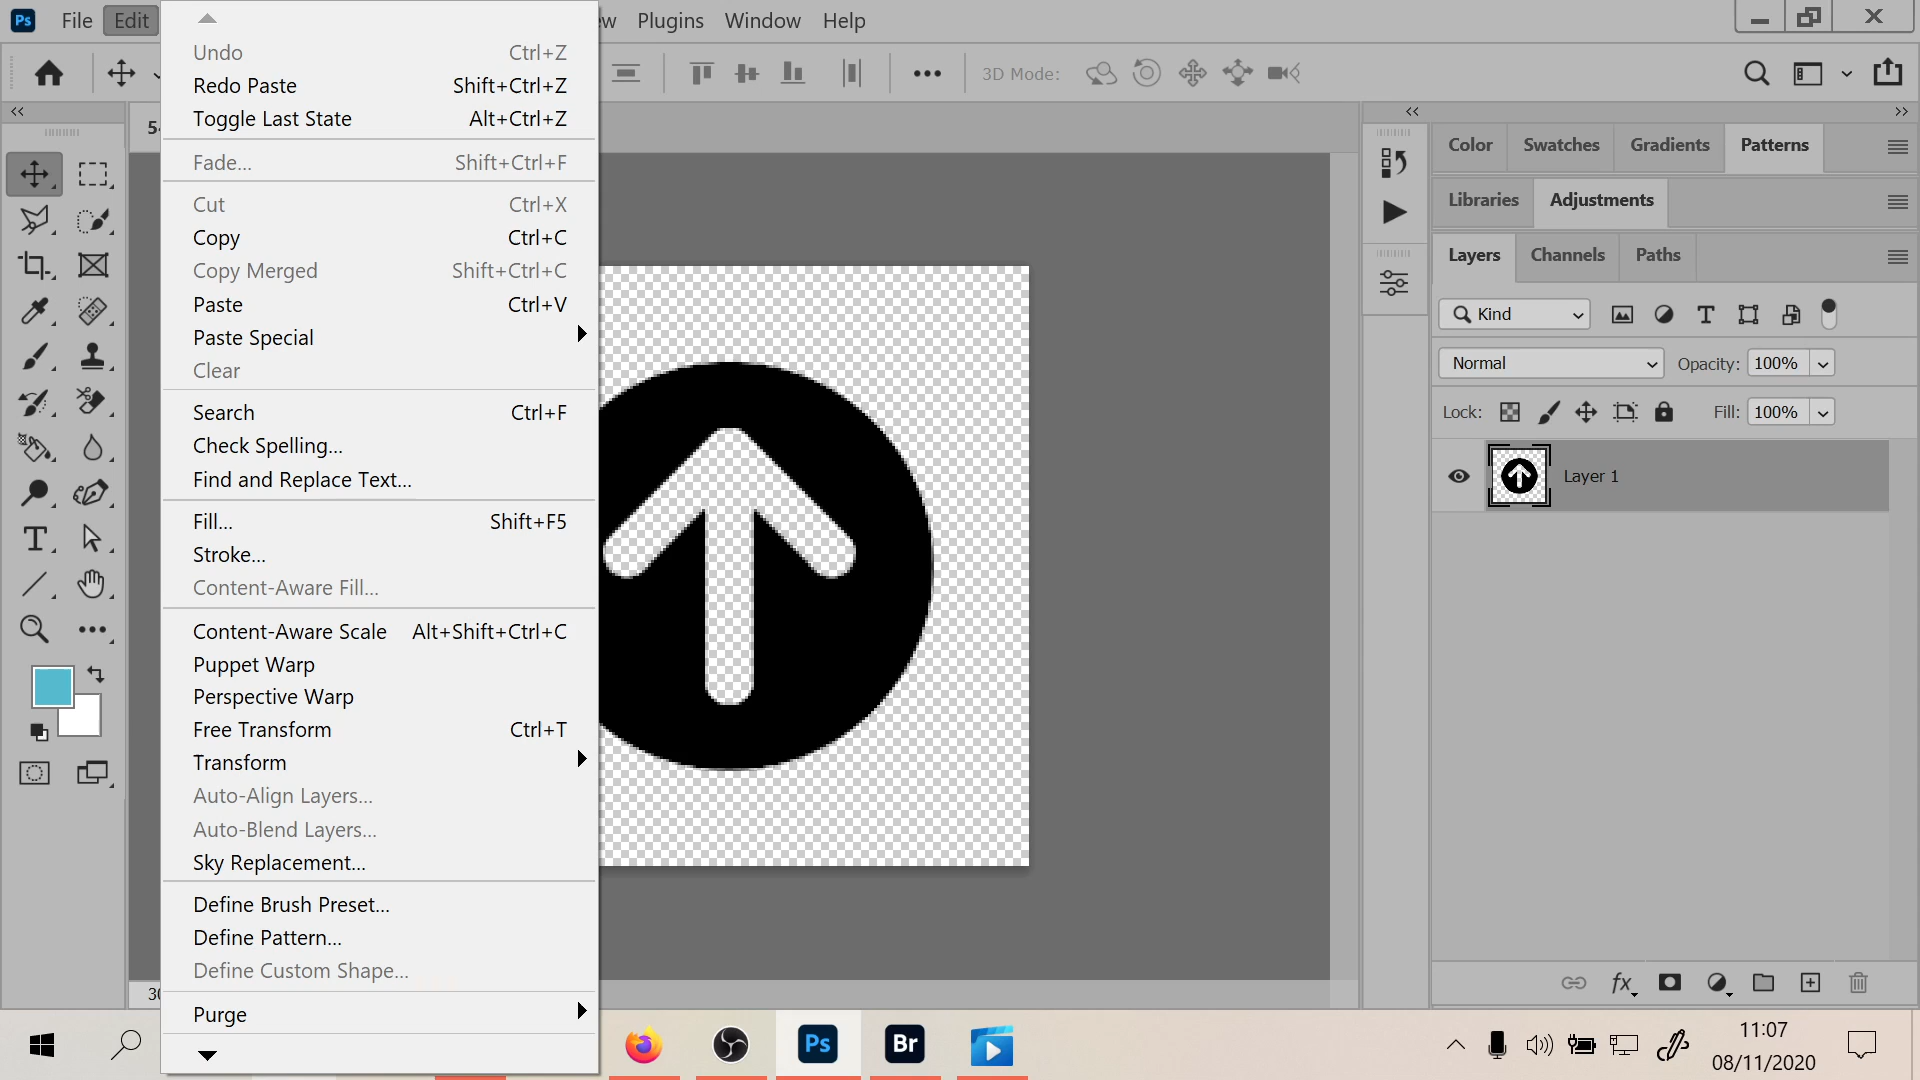 Ps File Edit Plugins Window Help
Undo Ctrl+Z
Redo Paste Shift+Ctrl+Z
Toggle Last State Alt+Ctrl+Z
Fade... Shift+Ctrl+F
Cut Ctrl+X
Copy Ctrl+C
Copy Merged Shift+Ctrl+C
Paste Ctrl+V
Paste Special
Clear
Search Ctrl+F
Check Spelling...
Find and Replace Text...
Fill... Shift+F5
Stroke...
Content-Aware Fill...
Content-Aware Scale Alt+Shift+Ctrl+C
Puppet Warp
Perspective Warp
Free Transform Ctrl+T
Transform
Auto-Align Layers...
Auto-Blend Layers...
Sky Replacement...
Define Brush Preset...
Define Pattern...
Define Custom Shape...
Purge
3D Mode:
Color Swatches Gradients Patterns
Libraries Adjustments
Layers Channels Paths
Kind
Normal Opacity: 100%
Lock: Fill: 100%
Layer 1
fx
Ps Br
11:07
08/11/2020